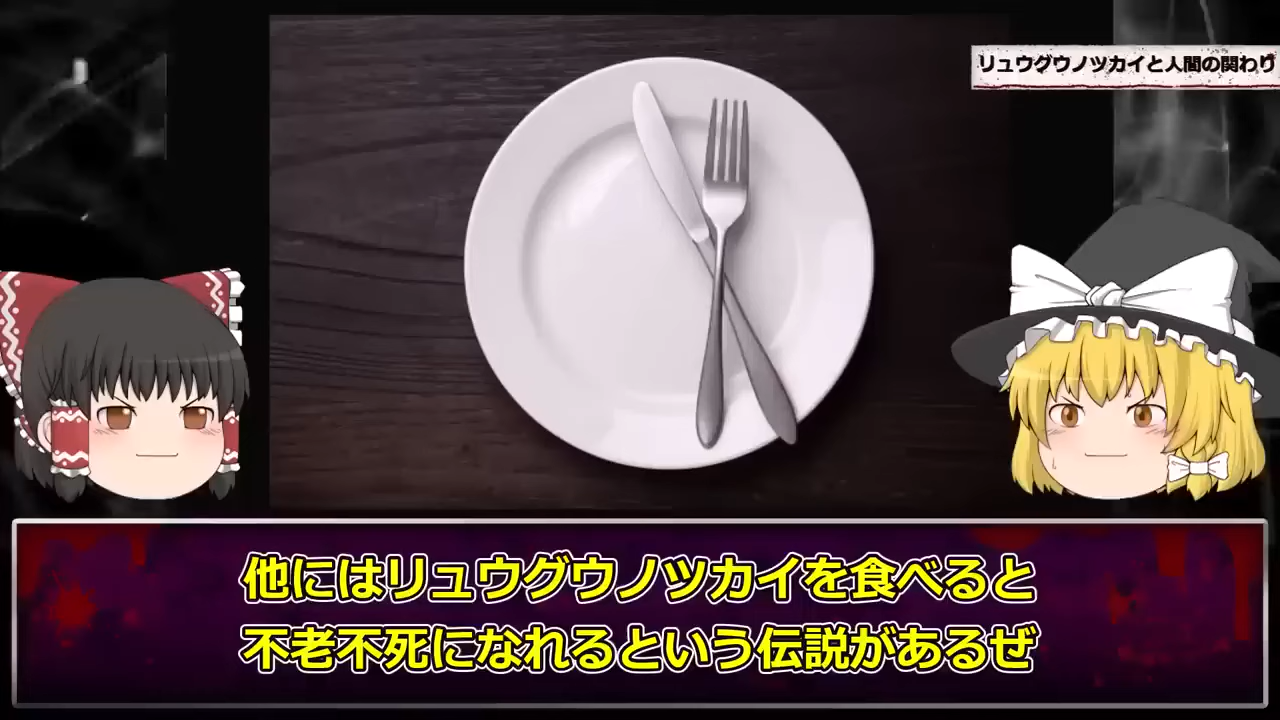 リュウグウノツカイと人間の関わり
他にはリュウグウノツカイを食べると
不老不死になれるという伝説があるぜ